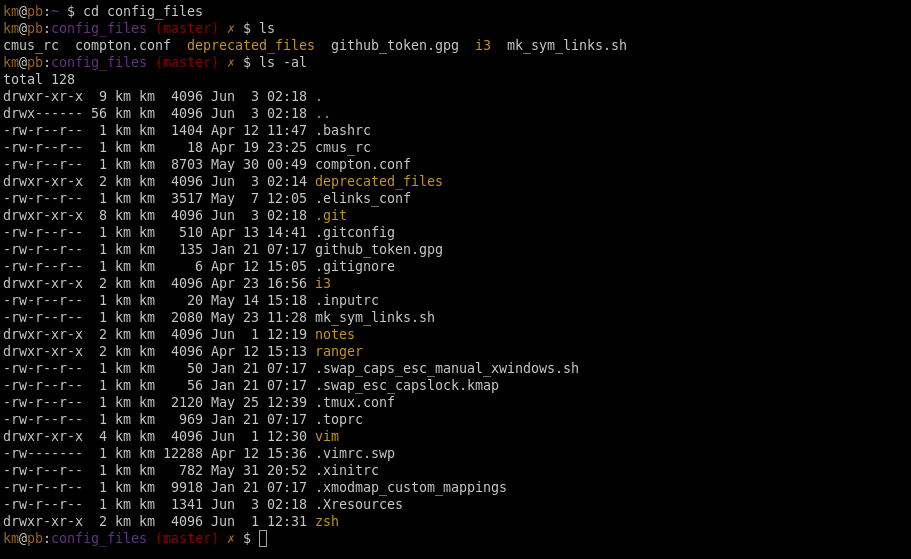 km@pb:~ $ cd config_files
km@pb:config_files (master) ✗ $ ls
cmus_rc  compton.conf  deprecated_files  github_token.gpg  i3  mk_sym_links.sh
km@pb:config_files (master) ✗ $ ls -al
total 128
drwxr-xr-x  9 km km  4096 Jun  3 02:18 .
drwx------ 56 km km  4096 Jun  3 02:18 ..
-rw-r--r--  1 km km  1404 Apr 12 11:47 .bashrc
-rw-r--r--  1 km km    18 Apr 19 23:25 cmus_rc
-rw-r--r--  1 km km  8703 May 30 00:49 compton.conf
drwxr-xr-x  2 km km  4096 Jun  3 02:14 deprecated_files
-rw-r--r--  1 km km  3517 May  7 12:05 .elinks_conf
drwxr-xr-x  8 km km  4096 Jun  3 02:18 .git
-rw-r--r--  1 km km   510 Apr 13 14:41 .gitconfig
-rw-r--r--  1 km km   135 Jan 21 07:17 github_token.gpg
-rw-r--r--  1 km km     6 Apr 12 15:05 .gitignore
drwxr-xr-x  2 km km  4096 Apr 23 16:56 i3
-rw-r--r--  1 km km    20 May 14 15:18 .inputrc
-rw-r--r--  1 km km  2080 May 23 11:28 mk_sym_links.sh
drwxr-xr-x  2 km km  4096 Jun  1 12:19 notes
drwxr-xr-x  2 km km  4096 Apr 12 15:13 ranger
-rw-r--r--  1 km km    50 Jan 21 07:17 .swap_caps_esc_manual_xwindows.sh
-rw-r--r--  1 km km    56 Jan 21 07:17 .swap_esc_capslock.kmap
-rw-r--r--  1 km km  2120 May 25 12:39 .tmux.conf
-rw-r--r--  1 km km   969 Jan 21 07:17 .toprc
drwxr-xr-x  4 km km  4096 Jun  1 12:30 vim
-rw-------  1 km km 12288 Apr 12 15:36 .vimrc.swp
-rw-r--r--  1 km km   782 May 31 20:52 .xinitrc
-rw-r--r--  1 km km  9918 Jan 21 07:17 .xmodmap_custom_mappings
-rw-r--r--  1 km km  1341 Jun  3 02:18 .Xresources
drwxr-xr-x  2 km km  4096 Jun  1 12:31 zsh
km@pb:config_files (master) ✗ $